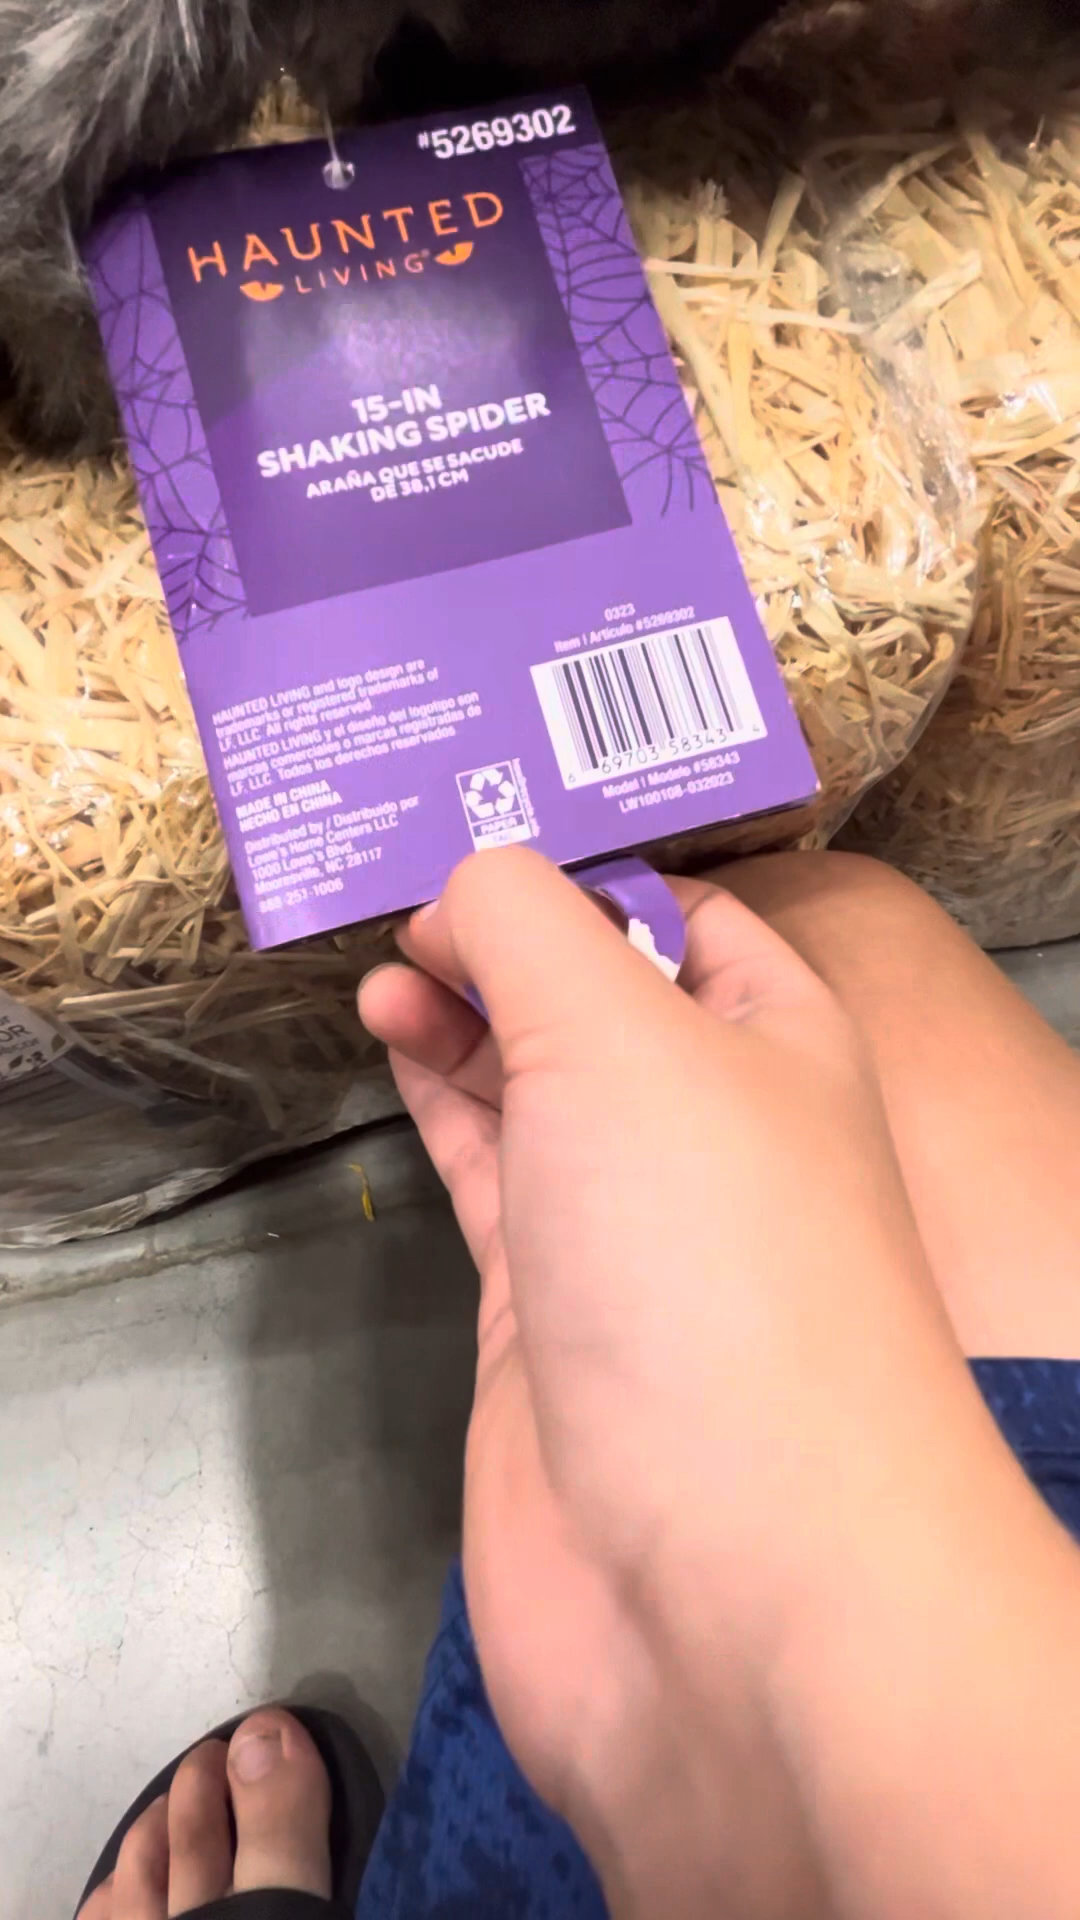 #5269302
HAUNTED
LIVING®
15-IN
SHAKING SPIDER
ARAÑA QUE SE SACUDE
DE 38,1 CM
0323
Item | Artículo #5269302
6 69703 58343 4
Model | Modelo #58343
LW100108-032023
HAUNTED LIVING and logo design are
trademarks or registered trademarks of
LF, LLC. All rights reserved.
HAUNTED LIVING y el diseño del logotipo son
marcas comerciales o marcas registradas de
LF, LLC. Todos los derechos reservados
MADE IN CHINA
HECHO EN CHINA
Distributed by / Distribuido por
Lowe's Home Centers LLC
1000 Lowe's Blvd.
Mooresville, NC 28117
888-251-1006
PAPER
TAG
OR